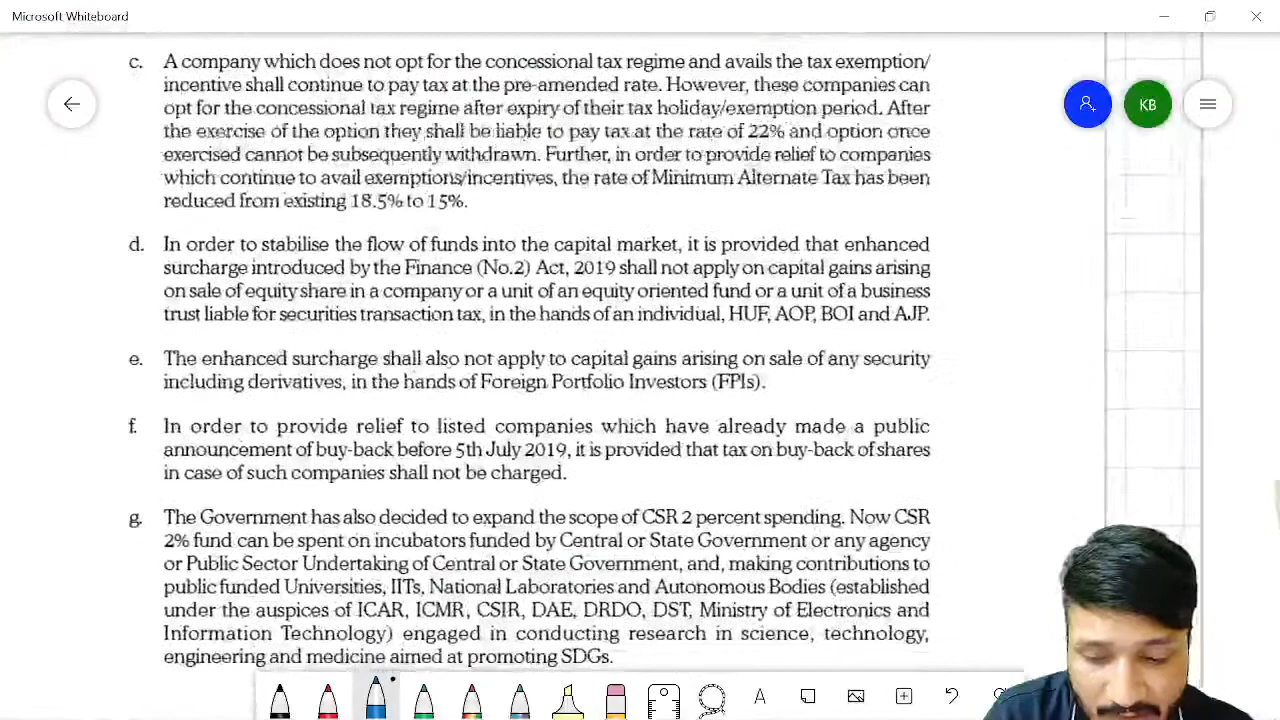 Microsoft Whiteboard
c. A company which does not opt for the concessional tax regime and avails the tax exemption/
incentive shall continue to pay tax at the pre-amended rate. However, these companies can
opt for the concessional tax regime after expiry of their tax holiday/exemption period. After
the exercise of the option they shall be liable to pay tax at the rate of 22% and option once
exercised cannot be subsequently withdrawn. Further, in order to provide relief to companies
which continue to avail exemptions/incentives, the rate of Minimum Alternate Tax has been
reduced from existing 18.5% to 15%.
KB
d. In order to stabilise the flow of funds into the capital market, it is provided that enhanced
surcharge introduced by the Finance (No.2) Act, 2019 shall not apply on capital gains arising
on sale of equity share in a company or a unit of an equity oriented fund or a unit of a business
trust liable for securities transaction tax, in the hands of an individual, HUF, AOP, BOI and AJP.
e. The enhanced surcharge shall also not apply to capital gains arising on sale of any security
including derivatives, in the hands of Foreign Portfolio Investors (FPIs).
f. In order to provide relief to listed companies which have already made a public
announcement of buy-back before 5th July 2019, it is provided that tax on buy-back of shares
in case of such companies shall not be charged.
g. The Government has also decided to expand the scope of CSR 2 percent spending. Now CSR
2% fund can be spent on incubators funded by Central or State Government or any agency
or Public Sector Undertaking of Central or State Government, and, making contributions to
public funded Universities, IITs, National Laboratories and Autonomous Bodies (established
under the auspices of ICAR, ICMR, CSIR, DAE, DRDO, DST, Ministry of Electronics and
Information Technology) engaged in conducting research in science, technology,
engineering and medicine aimed at promoting SDGs.
A